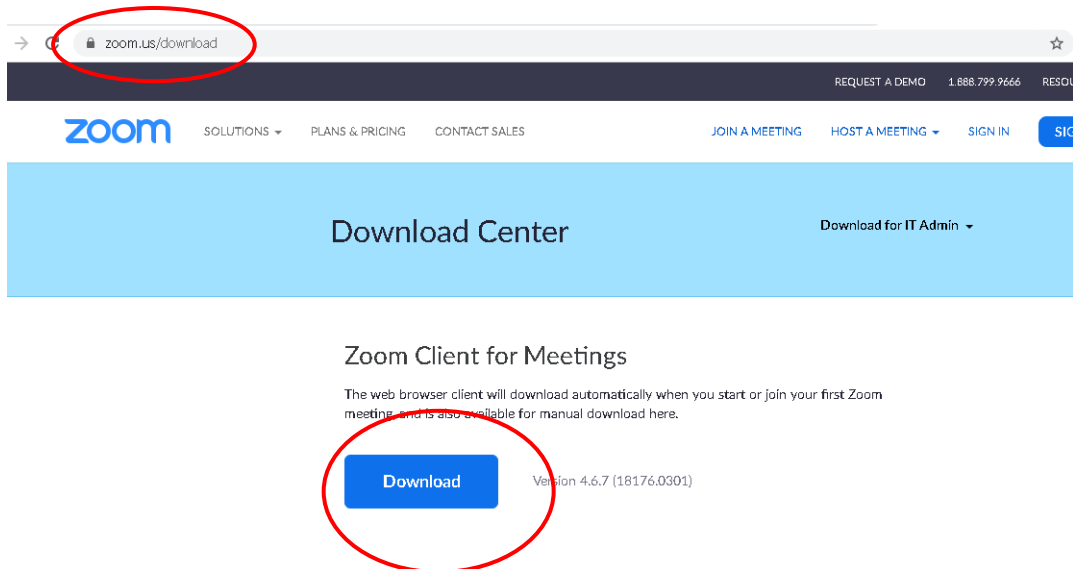 zoom.us/download
REQUEST A DEMO 1.888.799.9666 RESOU
zoom SOLUTIONS PLANS & PRICING CONTACT SALES JOIN A MEETING HOST A MEETING SIGN IN SIG
Download Center Download for IT Admin
Zoom Client for Meetings
The web browser client will download automatically when you start or join your first Zoom
meeting, and is also available for manual download here.
Download Version 4.6.7 (18176.0301)